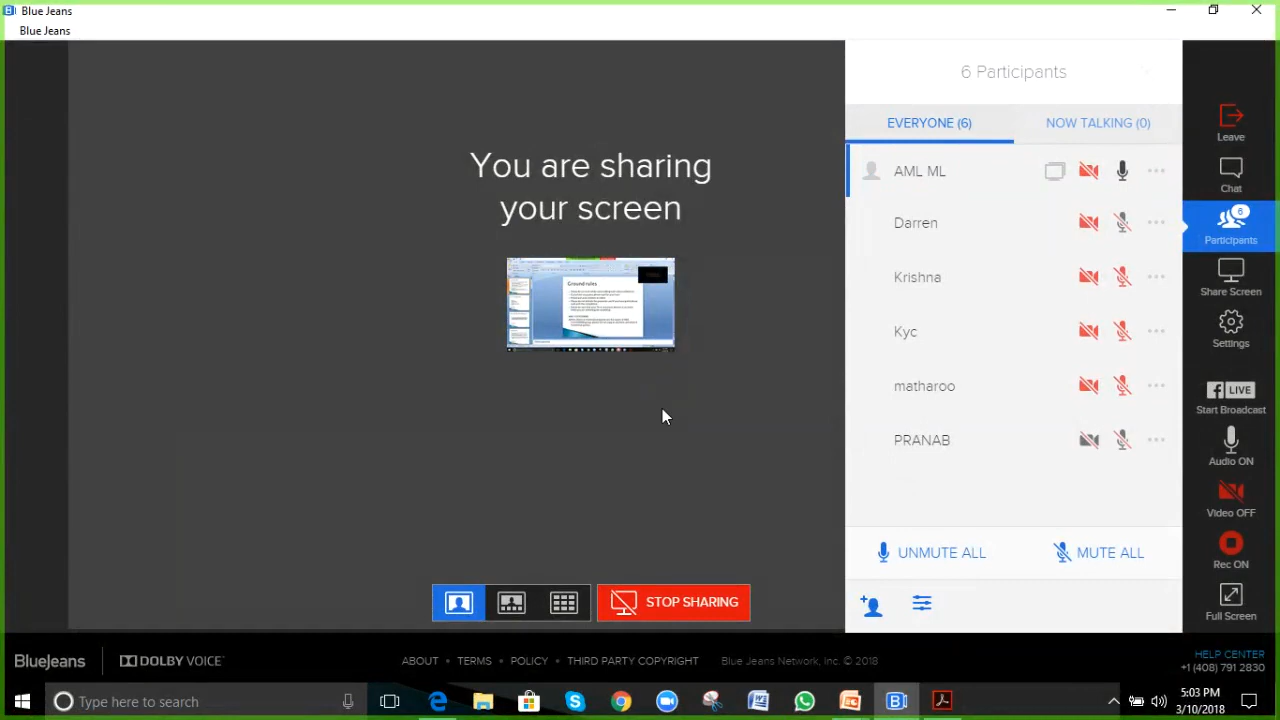 Blue Jeans
Blue Jeans
You are sharing
your screen
Ground rules
STOP SHARING
6 Participants
EVERYONE (6)
NOW TALKING (0)
AML ML
Darren
Krishna
Kyc
matharoo
PRANAB
UNMUTE ALL
MUTE ALL
Leave
Chat
6
Participants
Share Screen
Settings
LIVE
Start Broadcast
Audio ON
Video OFF
Rec ON
Full Screen
BlueJeans
DOLBY VOICE
ABOUT • TERMS • POLICY • THIRD PARTY COPYRIGHT
Blue Jeans Network, Inc. © 2018
HELP CENTER
+1 (408) 791 2830
Type here to search
5:03 PM
3/10/2018